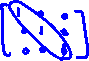 [ 1 . .
. 1 .
. . . ]